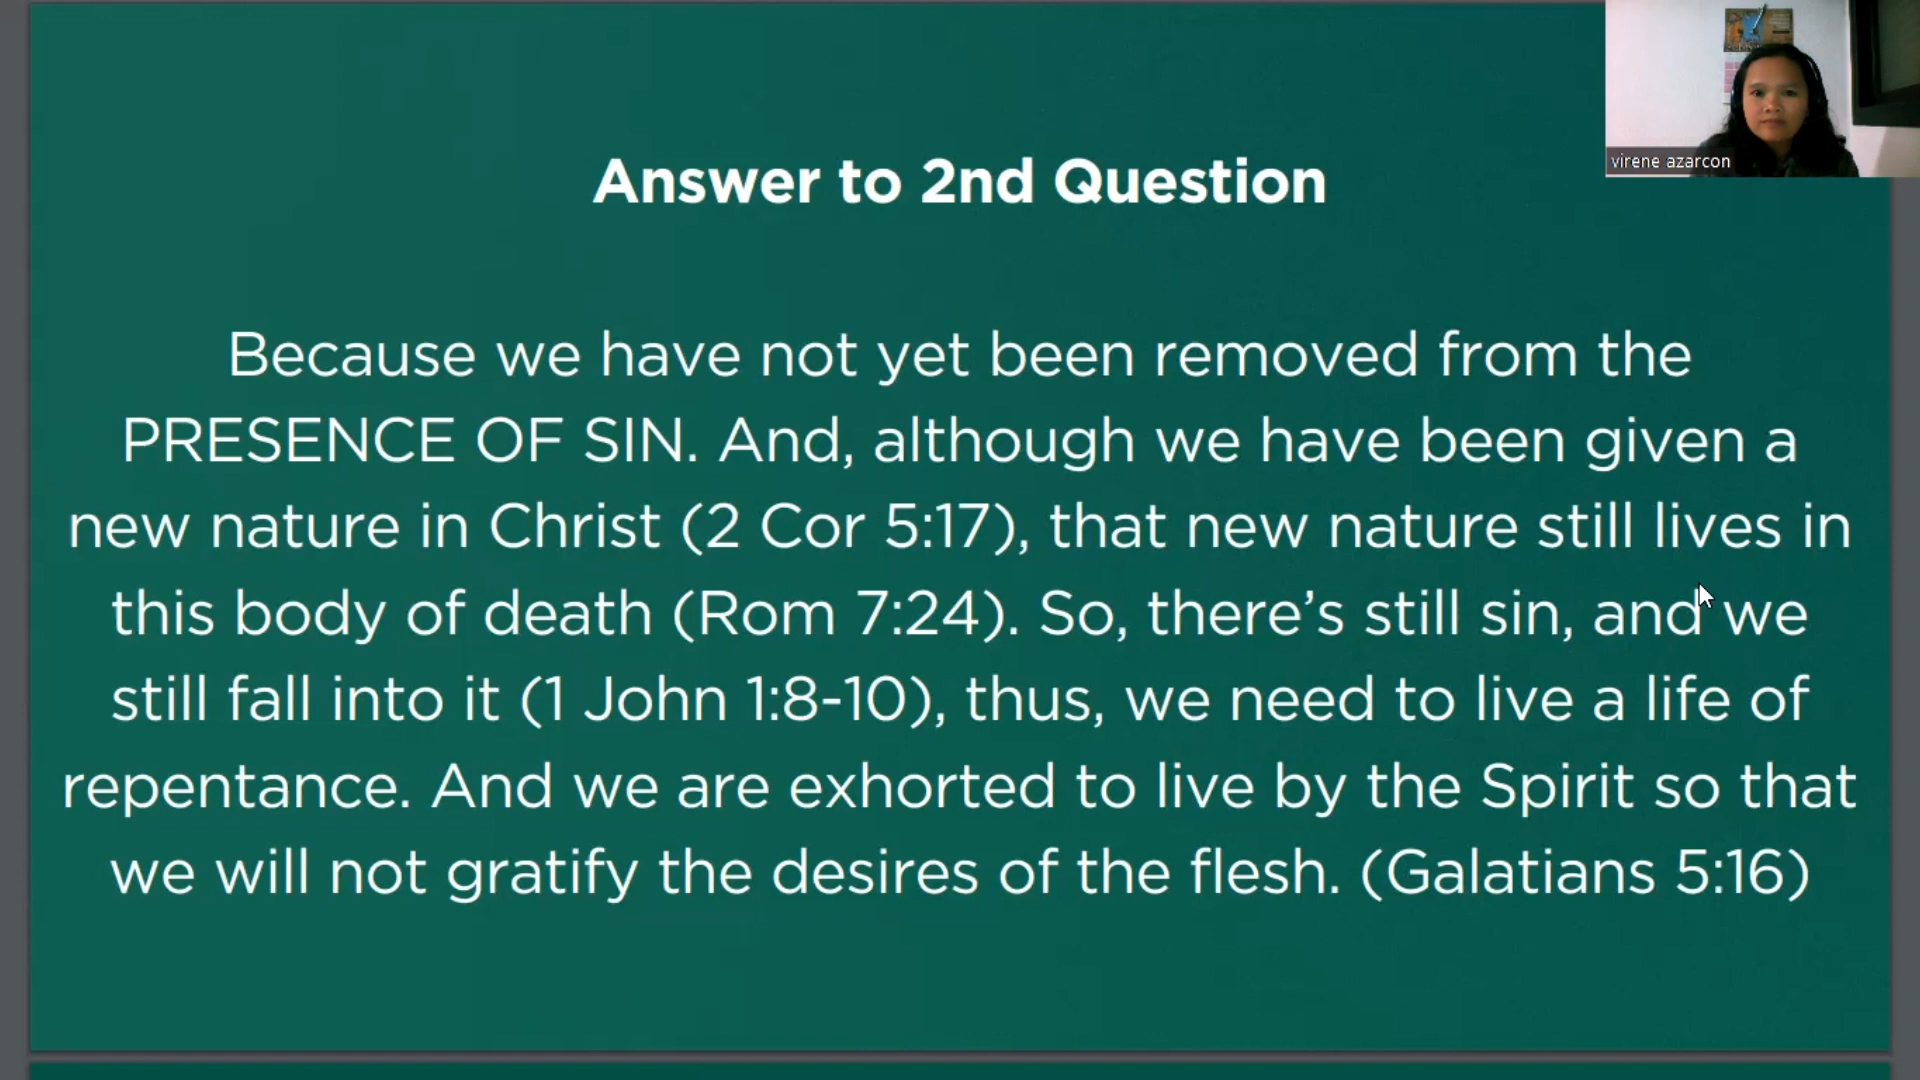 virene azarcon
Answer to 2nd Question
Because we have not yet been removed from the
PRESENCE OF SIN. And, although we have been given a
new nature in Christ (2 Cor 5:17), that new nature still lives in
this body of death (Rom 7:24). So, there’s still sin, and we
still fall into it (1 John 1:8-10), thus, we need to live a life of
repentance. And we are exhorted to live by the Spirit so that
we will not gratify the desires of the flesh. (Galatians 5:16)